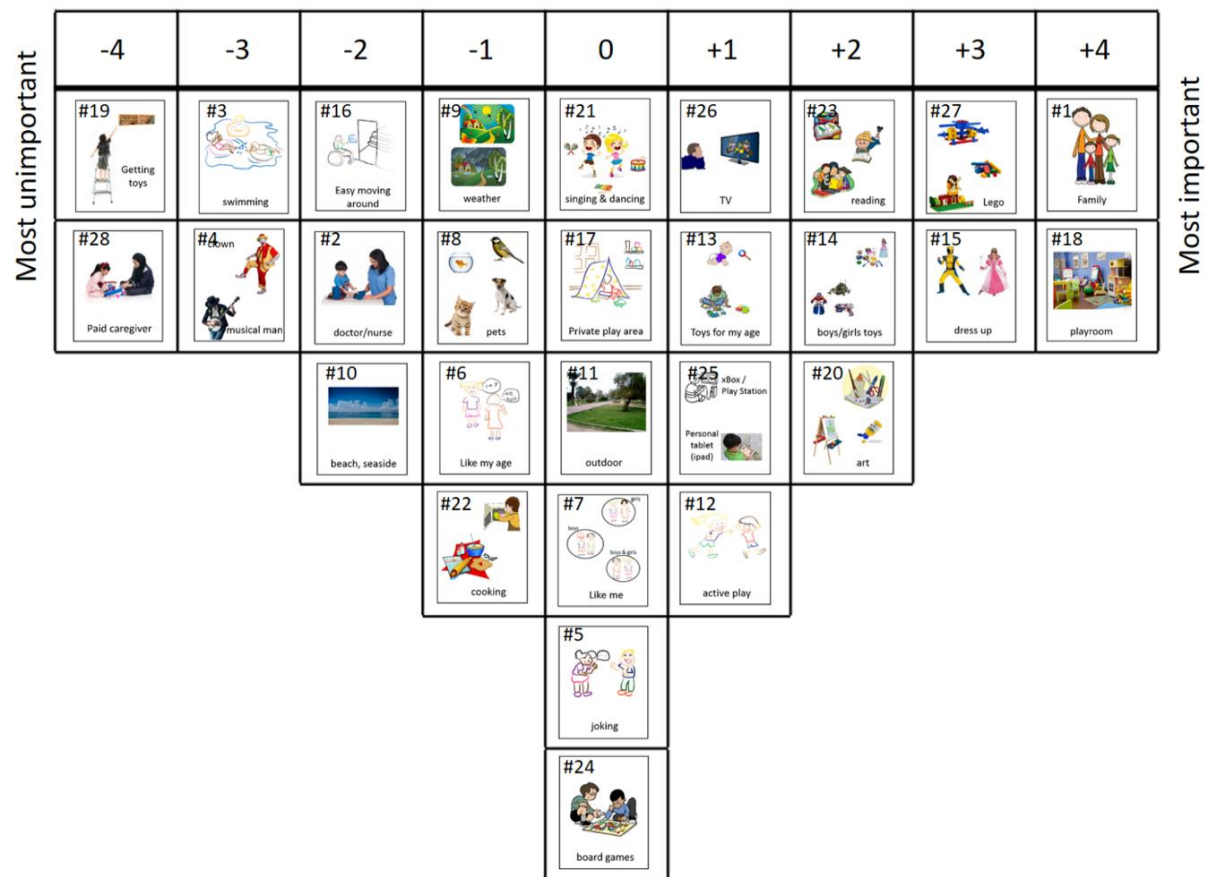 -4 -3 -2 -1 0 +1 +2 +3 +4
Most unimportant
Most important
#19 Getting toys
#3 swimming
#16 Easy moving around
#9 weather
#21 singing & dancing
#26 TV
#23 reading
#27 Lego
#1 Family
#28 Paid caregiver
#4 musical man
#2 doctor/nurse
#8 pets
#17 Private play area
#13 Toys for my age
#14 boys/girls toys
#15 dress up
#18 playroom
#10 beach, seaside
#6 Like my age
#11 outdoor
#25 xBox / Play Station
Personal tablet (ipad)
#20 art
#22 cooking
#7 girls
boys
boys & girls
Like me
#12 active play
#5 joking
#24 board games